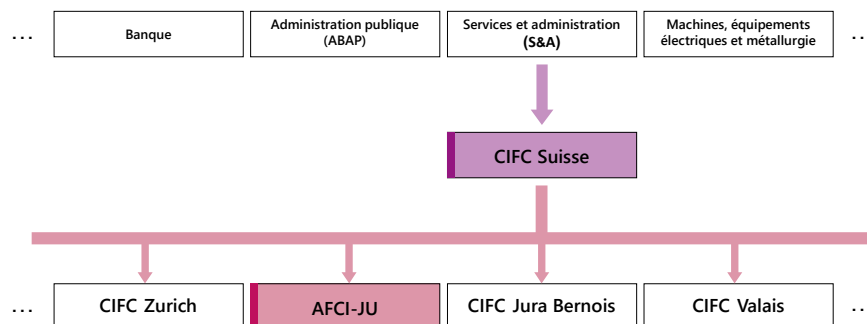 ... Banque Administration publique Services et administration Machines, équipements ...
(ABAP) (S&A) électriques et métallurgie
CIFC Suisse
... CIFC Zurich AFCI-JU CIFC Jura Bernois CIFC Valais ...